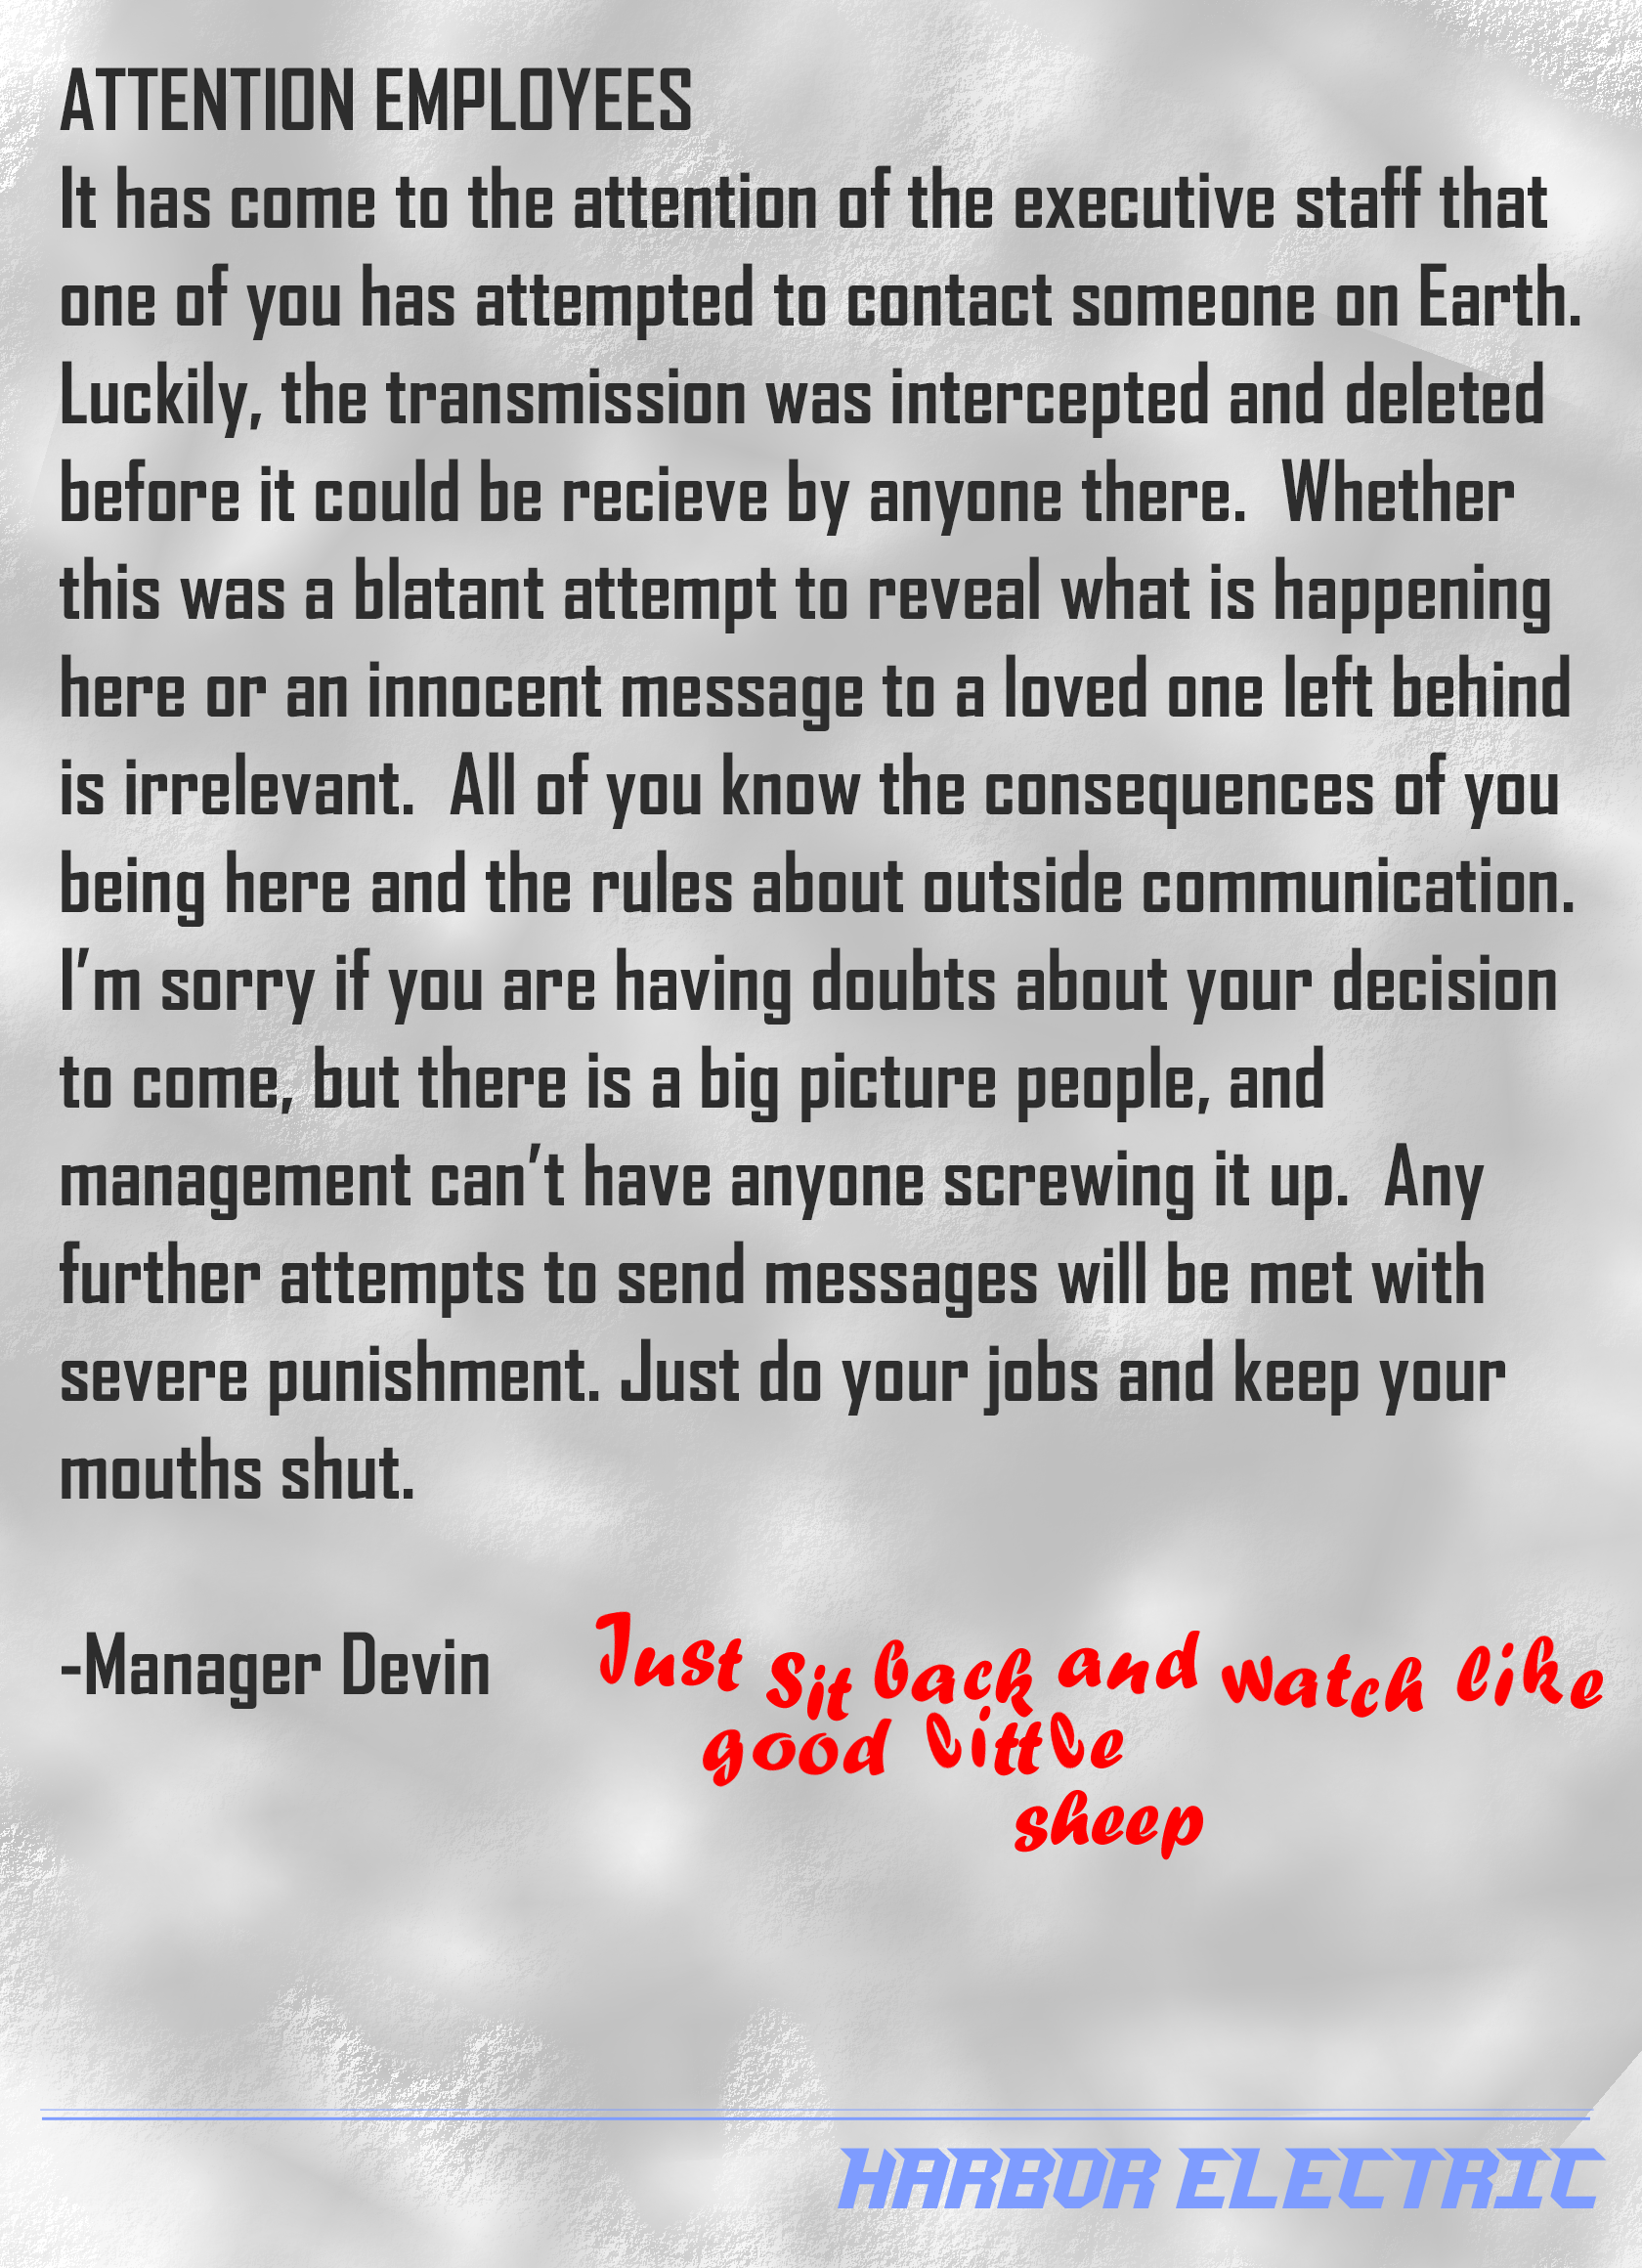 ATTENTION EMPLOYEES
It has come to the attention of the executive staff that
one of you has attempted to contact someone on Earth.
Luckily, the transmission was intercepted and deleted
before it could be recieve by anyone there.  Whether
this was a blatant attempt to reveal what is happening
here or an innocent message to a loved one left behind
is irrelevant.  All of you know the consequences of you
being here and the rules about outside communication.
I'm sorry if you are having doubts about your decision
to come, but there is a big picture people, and
management can't have anyone screwing it up.  Any
further attempts to send messages will be met with
severe punishment. Just do your jobs and keep your
mouths shut.
-Manager Devin
Just sit back and watch like
good little
sheep
HARBOR ELECTRIC